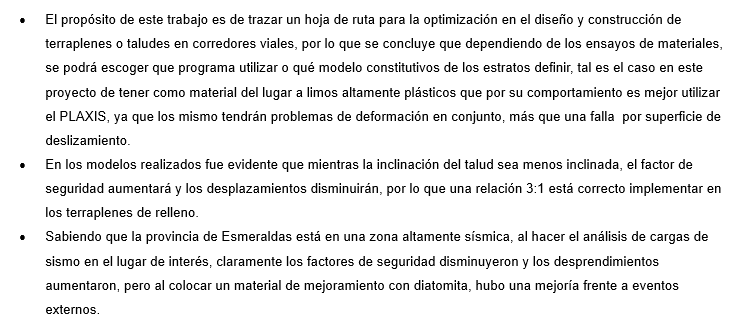 • El propósito de este trabajo es de trazar un hoja de ruta para la optimización en el diseño y construcción de
terraplenes o taludes en corredores viales, por lo que se concluye que dependiendo de los ensayos de materiales,
se podrá escoger que programa utilizar o qué modelo constitutivos de los estratos definir, tal es el caso en este
proyecto de tener como material del lugar a limos altamente plásticos que por su comportamiento es mejor utilizar
el PLAXIS, ya que los mismo tendrán problemas de deformación en conjunto, más que una falla  por superficie de
deslizamiento.
• En los modelos realizados fue evidente que mientras la inclinación del talud sea menos inclinada, el factor de
seguridad aumentará y los desplazamientos disminuirán, por lo que una relación 3:1 está correcto implementar en
los terraplenes de relleno.
• Sabiendo que la provincia de Esmeraldas está en una zona altamente sísmica, al hacer el análisis de cargas de
sismo en el lugar de interés, claramente los factores de seguridad disminuyeron y los desprendimientos
aumentaron, pero al colocar un material de mejoramiento con diatomita, hubo una mejoría frente a eventos
externos.